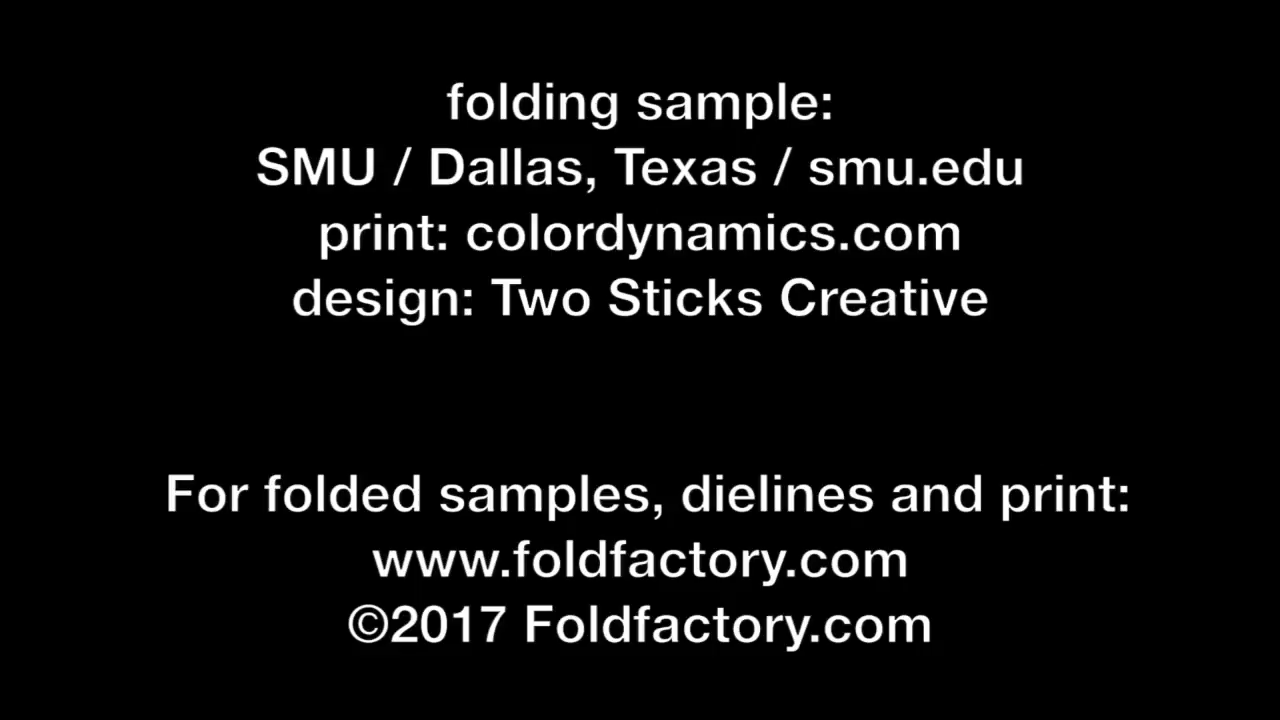 folding sample:
SMU / Dallas, Texas / smu.edu
print: colordynamics.com
design: Two Sticks Creative
For folded samples, dielines and print:
www.foldfactory.com
©2017 Foldfactory.com